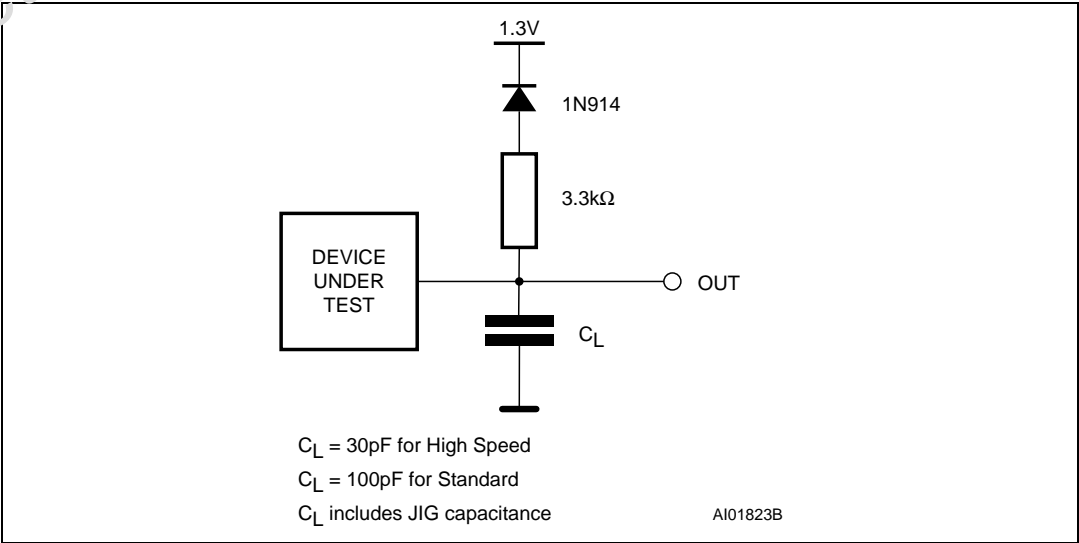 1.3V
1N914
3.3kΩ
DEVICE
UNDER
TEST
OUT
CL
CL = 30pF for High Speed
CL = 100pF for Standard
CL includes JIG capacitance
AI01823B